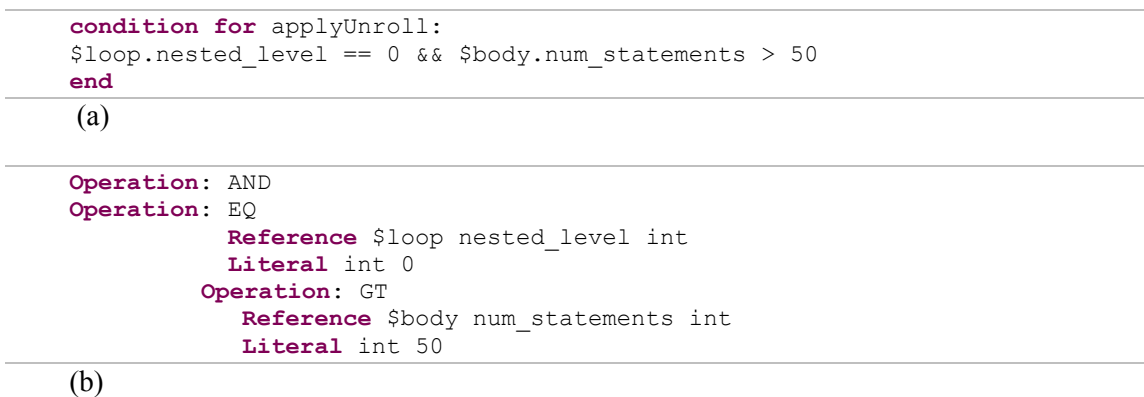 condition for applyUnroll:
$loop.nested_level == 0 && $body.num_statements > 50
end
(a)
Operation: AND
Operation: EQ
Reference $loop nested_level int
Literal int 0
Operation: GT
Reference $body num_statements int
Literal int 50
(b)